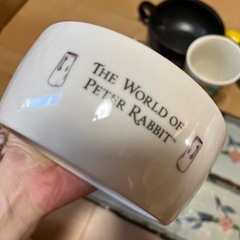 THE WORLD OF
PETER RABBIT™